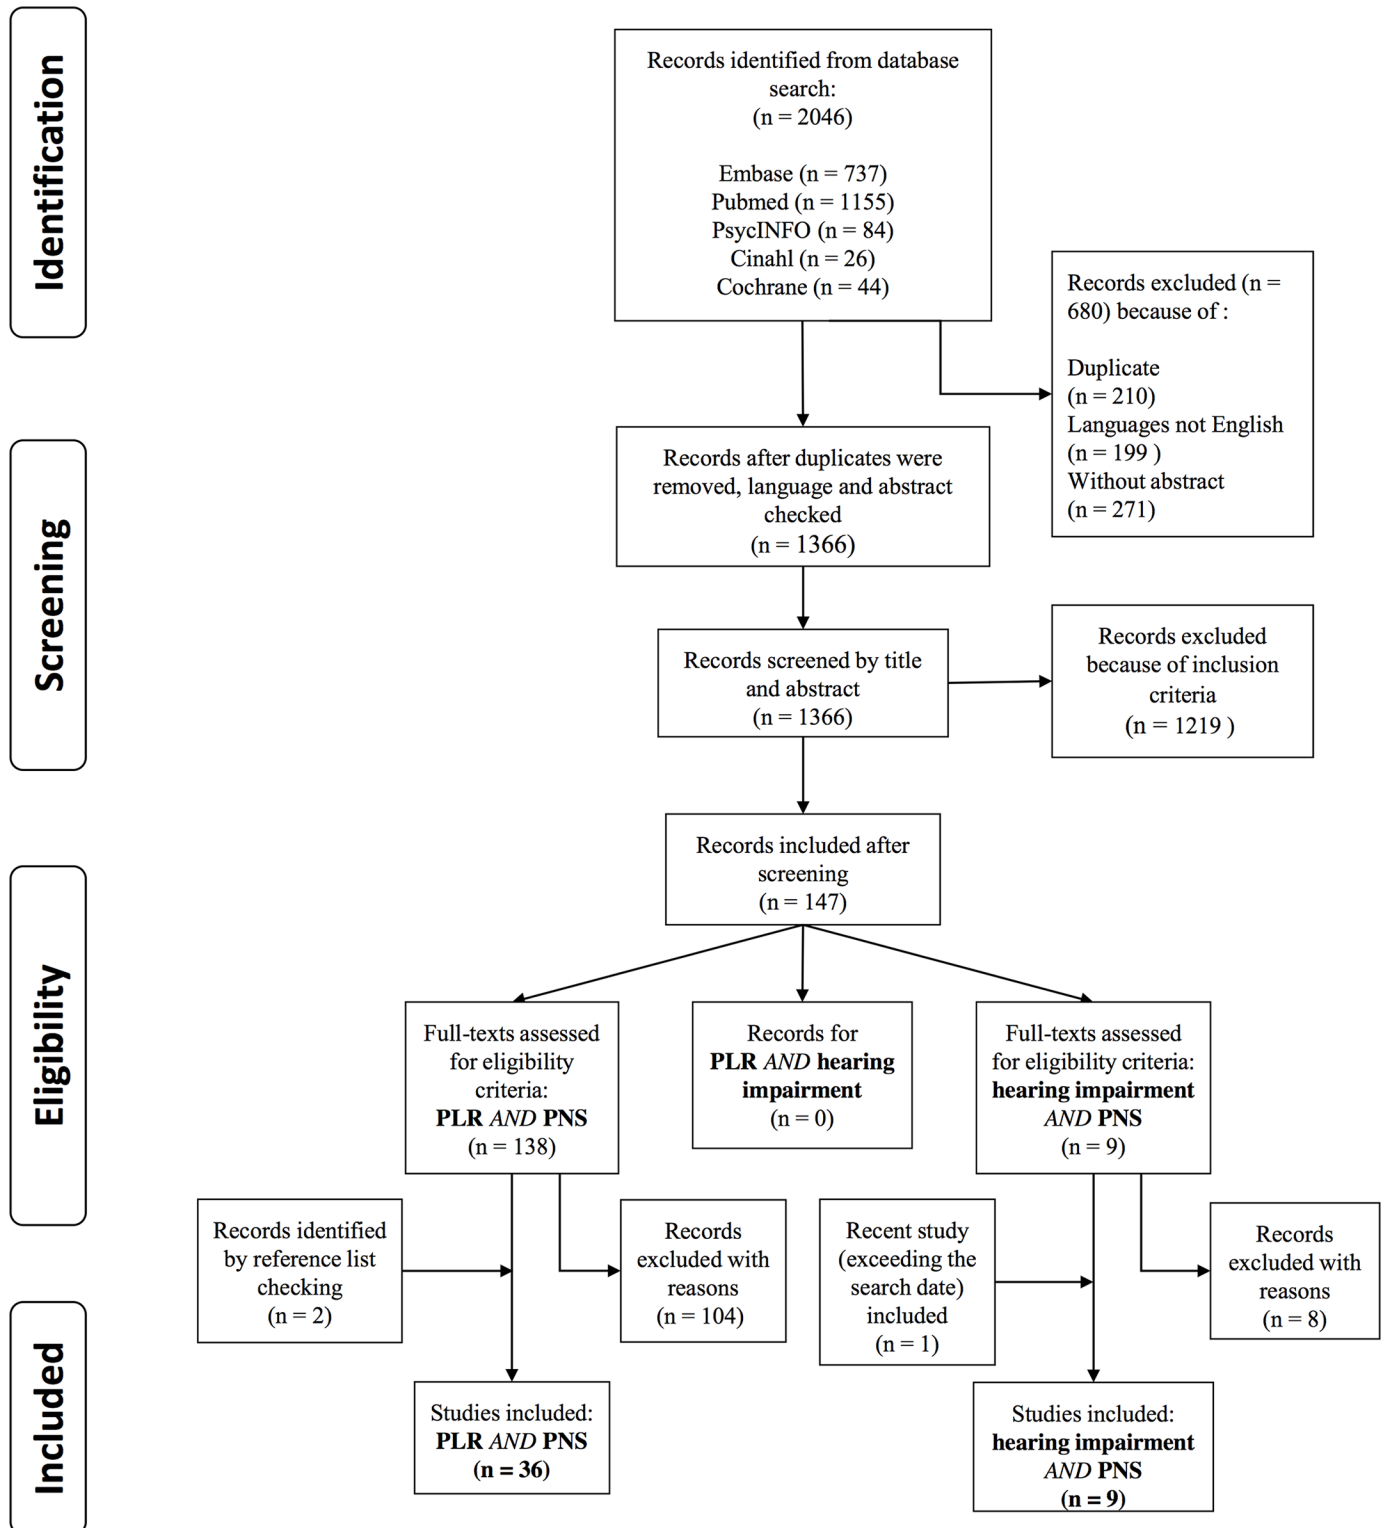 Identification
Records identified from database
search:
(n = 2046)
Embase (n = 737)
Pubmed (n = 1155)
PsycINFO (n = 84)
Cinahl (n = 26)
Cochrane (n = 44)
Records excluded (n =
680) because of :
Duplicate
(n = 210)
Languages not English
(n = 199 )
Without abstract
(n = 271)
Screening
Records after duplicates were
removed, language and abstract
checked
(n = 1366)
Records screened by title
and abstract
(n = 1366)
Records excluded
because of inclusion
criteria
(n = 1219 )
Records included after
screening
(n = 147)
Eligibility
Full-texts assessed
for eligibility
criteria:
PLR AND PNS
(n = 138)
Records for
PLR AND hearing
impairment
(n = 0)
Full-texts assessed
for eligibility criteria:
hearing impairment
AND PNS
(n = 9)
Records identified
by reference list
checking
(n = 2)
Records
excluded with
reasons
(n = 104)
Recent study
(exceeding the
search date)
included
(n = 1)
Records
excluded with
reasons
(n = 8)
Included
Studies included:
PLR AND PNS
(n = 36)
Studies included:
hearing impairment
AND PNS
(n = 9)